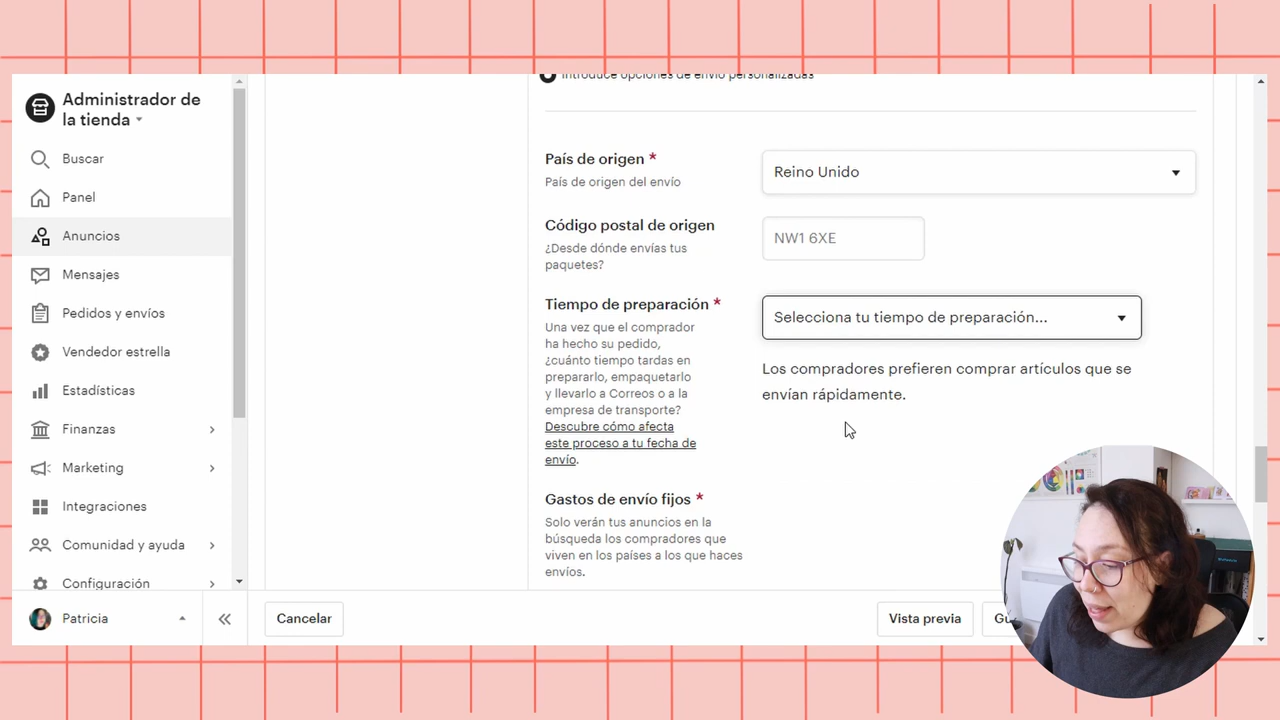 Administrador de
la tienda
Buscar
Panel
Anuncios
Mensajes
Pedidos y envíos
Vendedor estrella
Estadísticas
Finanzas
Marketing
Integraciones
Comunidad y ayuda
Configuración
Patricia
Introduce opciones de envío personalizadas
País de origen *
País de origen del envío
Reino Unido
Código postal de origen
¿Desde dónde envías tus
paquetes?
NW1 6XE
Tiempo de preparación *
Una vez que el comprador
ha hecho su pedido,
¿cuánto tiempo tardas en
prepararlo, empaquetarlo
y llevarlo a Correos o a la
empresa de transporte?
Descubre cómo afecta
este proceso a tu fecha de
envío.
Selecciona tu tiempo de preparación...
Los compradores prefieren comprar artículos que se
envían rápidamente.
Gastos de envío fijos *
Solo verán tus anuncios en la
búsqueda los compradores que
viven en los países a los que haces
envíos.
Cancelar
Vista previa